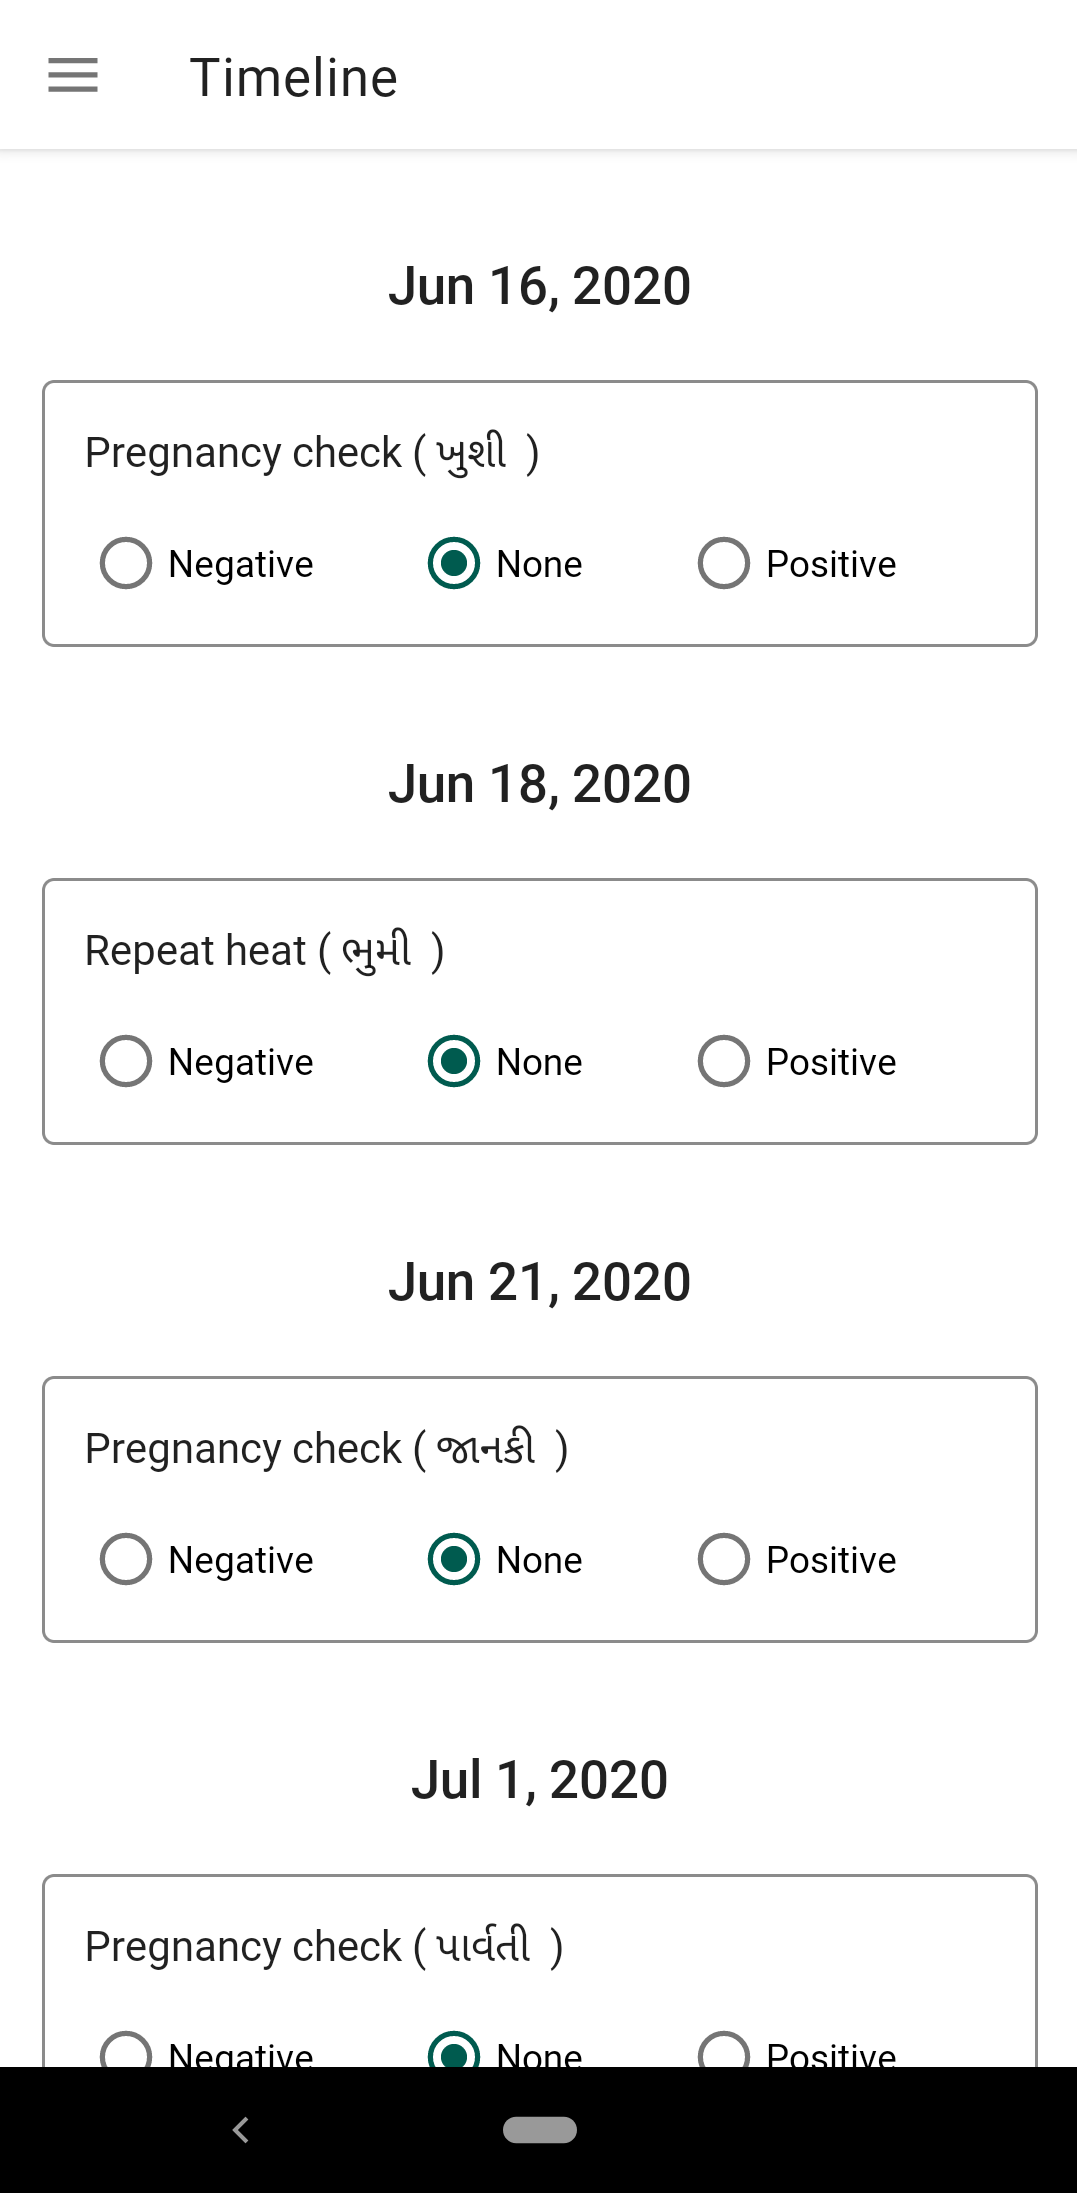 Timeline
Jun 16, 2020
Pregnancy check ( ખુશી )
Negative None Positive
Jun 18, 2020
Repeat heat ( ભુમી )
Negative None Positive
Jun 21, 2020
Pregnancy check ( જાનકી )
Negative None Positive
Jul 1, 2020
Pregnancy check ( પાર્વતી )
Negative None Positive